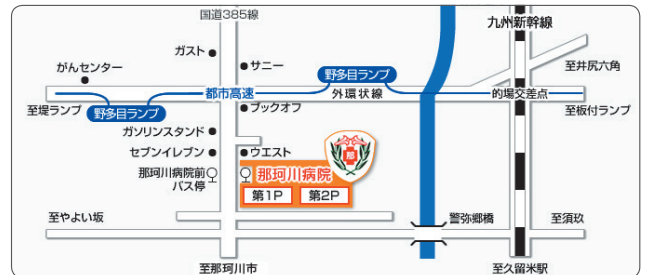 国道385線
九州新幹線
ガスト
サニー
がんセンター
野多目ランプ
至井尻六角
都市高速
外環状線
的場交差点
至堤ランプ
野多目ランプ
ブックオフ
至板付ランプ
ガソリンスタンド
セブンイレブン
ウエスト
那珂川病院前
バス停
那珂川病院
第1P
第2P
至やよい坂
警弥郷橋
至須玖
至那珂川市
至久留米駅